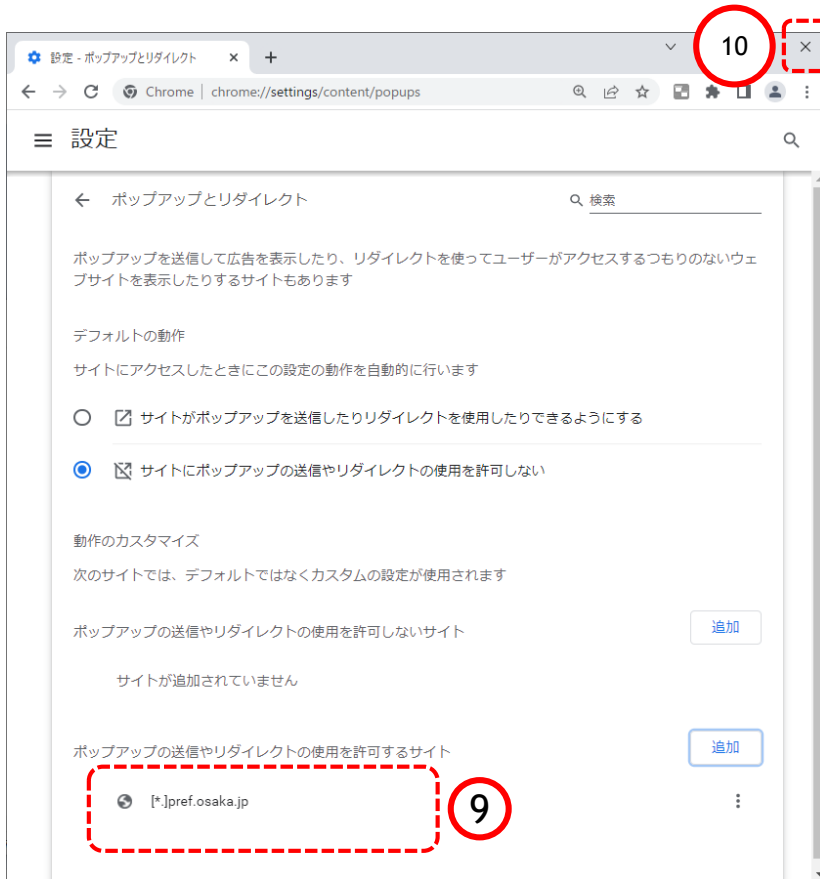 10
設定 - ポップアップとリダイレクト
Chrome | chrome://settings/content/popups
設定
ポップアップとリダイレクト
検索
ポップアップを送信して広告を表示したり、リダイレクトを使ってユーザーがアクセスするつもりのないウェ
ブサイトを表示したりするサイトもあります
デフォルトの動作
サイトにアクセスしたときにこの設定の動作を自動的に行います
サイトがポップアップを送信したりリダイレクトを使用したりできるようにする
サイトにポップアップの送信やリダイレクトの使用を許可しない
動作のカスタマイズ
次のサイトでは、デフォルトではなくカスタムの設定が使用されます
ポップアップの送信やリダイレクトの使用を許可しないサイト
追加
サイトが追加されていません
ポップアップの送信やリダイレクトの使用を許可するサイト
追加
[*.]pref.osaka.jp
9